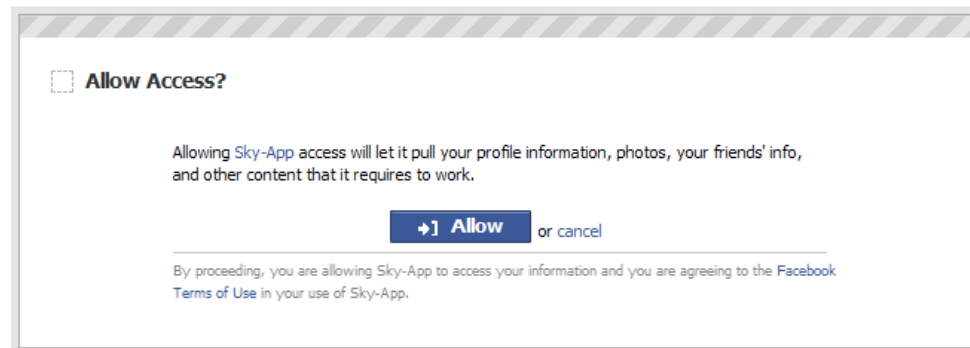 Allow Access?
Allowing Sky-App access will let it pull your profile information, photos, your friends' info,
and other content that it requires to work.
Allow or cancel
By proceeding, you are allowing Sky-App to access your information and you are agreeing to the Facebook
Terms of Use in your use of Sky-App.